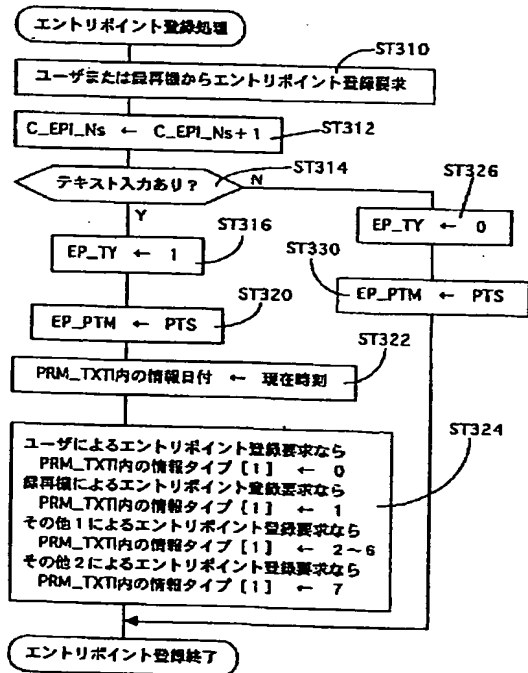 エントリポイント登録処理
ST310
ユーザまたは録再機からエントリポイント登録要求
C_EPI_Ns ← C_EPI_Ns+1
ST312
テキスト入力あり？
ST314
N
Y
ST326
EP_TY ← 0
EP_TY ← 1
ST316
ST330
EP_PTM ← PTS
ST320
EP_PTM ← PTS
ST322
PRM_TXTI内の情報日付 ← 現在時刻
ST324
ユーザによるエントリポイント登録要求なら
PRM_TXTI内の情報タイプ [1] ← 0
録再機によるエントリポイント登録要求なら
PRM_TXTI内の情報タイプ [1] ← 1
その他1によるエントリポイント登録要求なら
PRM_TXTI内の情報タイプ [1] ← 2～6
その他2によるエントリポイント登録要求なら
PRM_TXTI内の情報タイプ [1] ← 7
エントリポイント登録終了